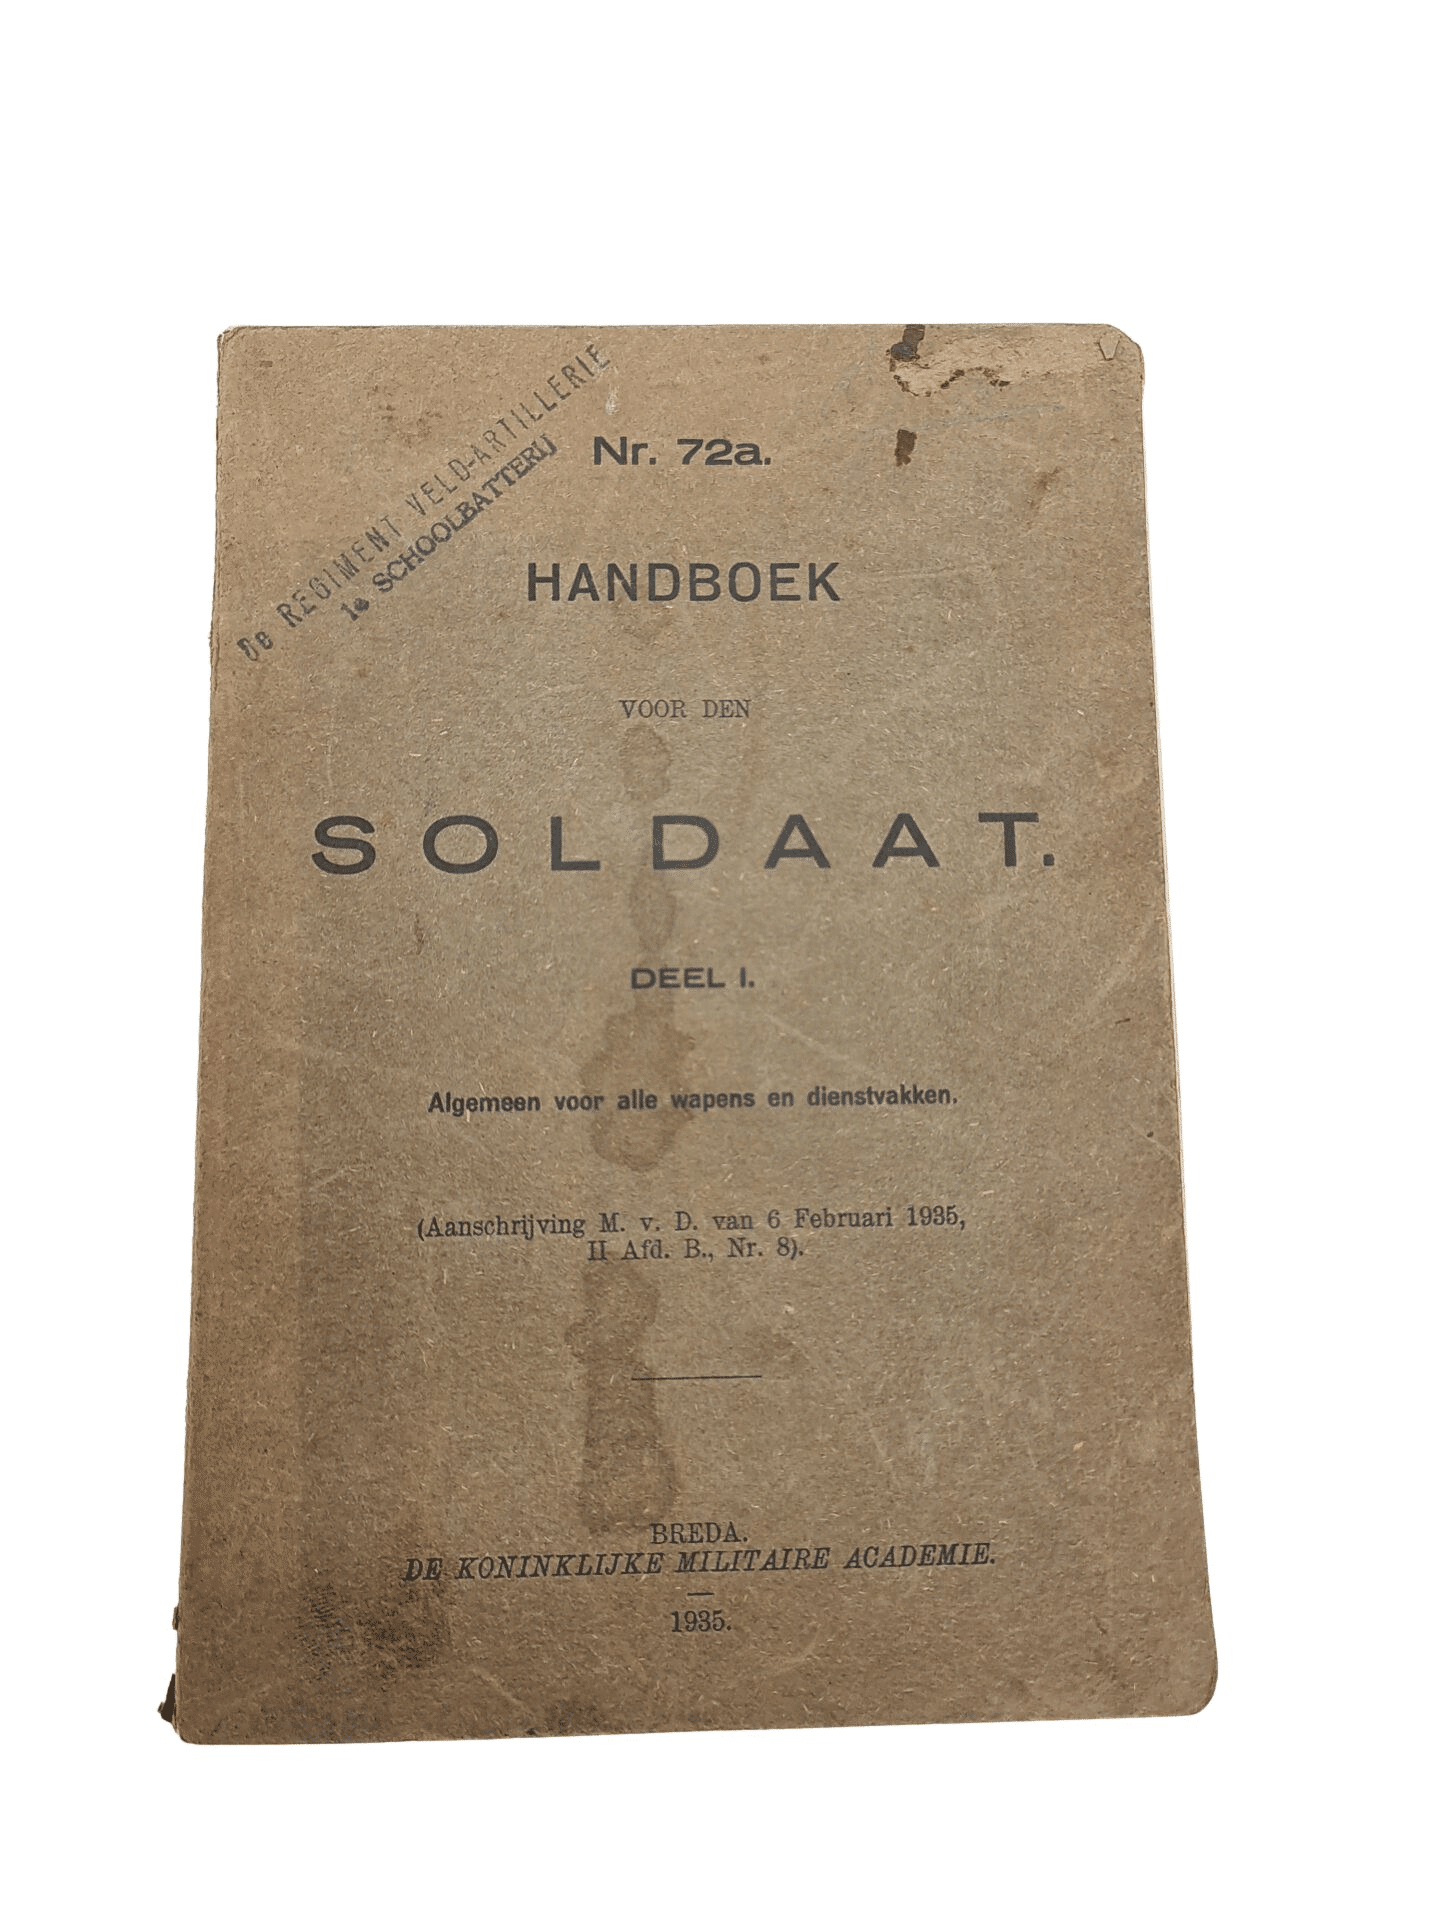 De REGIMENT VELD-ARTILLERIE
1e SCHOOLBATTERIJ
Nr. 72a.
HANDBOEK
VOOR DEN
SOLDAAT.
DEEL I.
Algemeen voor alle wapens en dienstvakken.
(Aanschrijving M. v. D. van 6 Februari 1935,
II Afd. B., Nr. 8).
BREDA.
DE KONINKLIJKE MILITAIRE ACADEMIE.
1935.